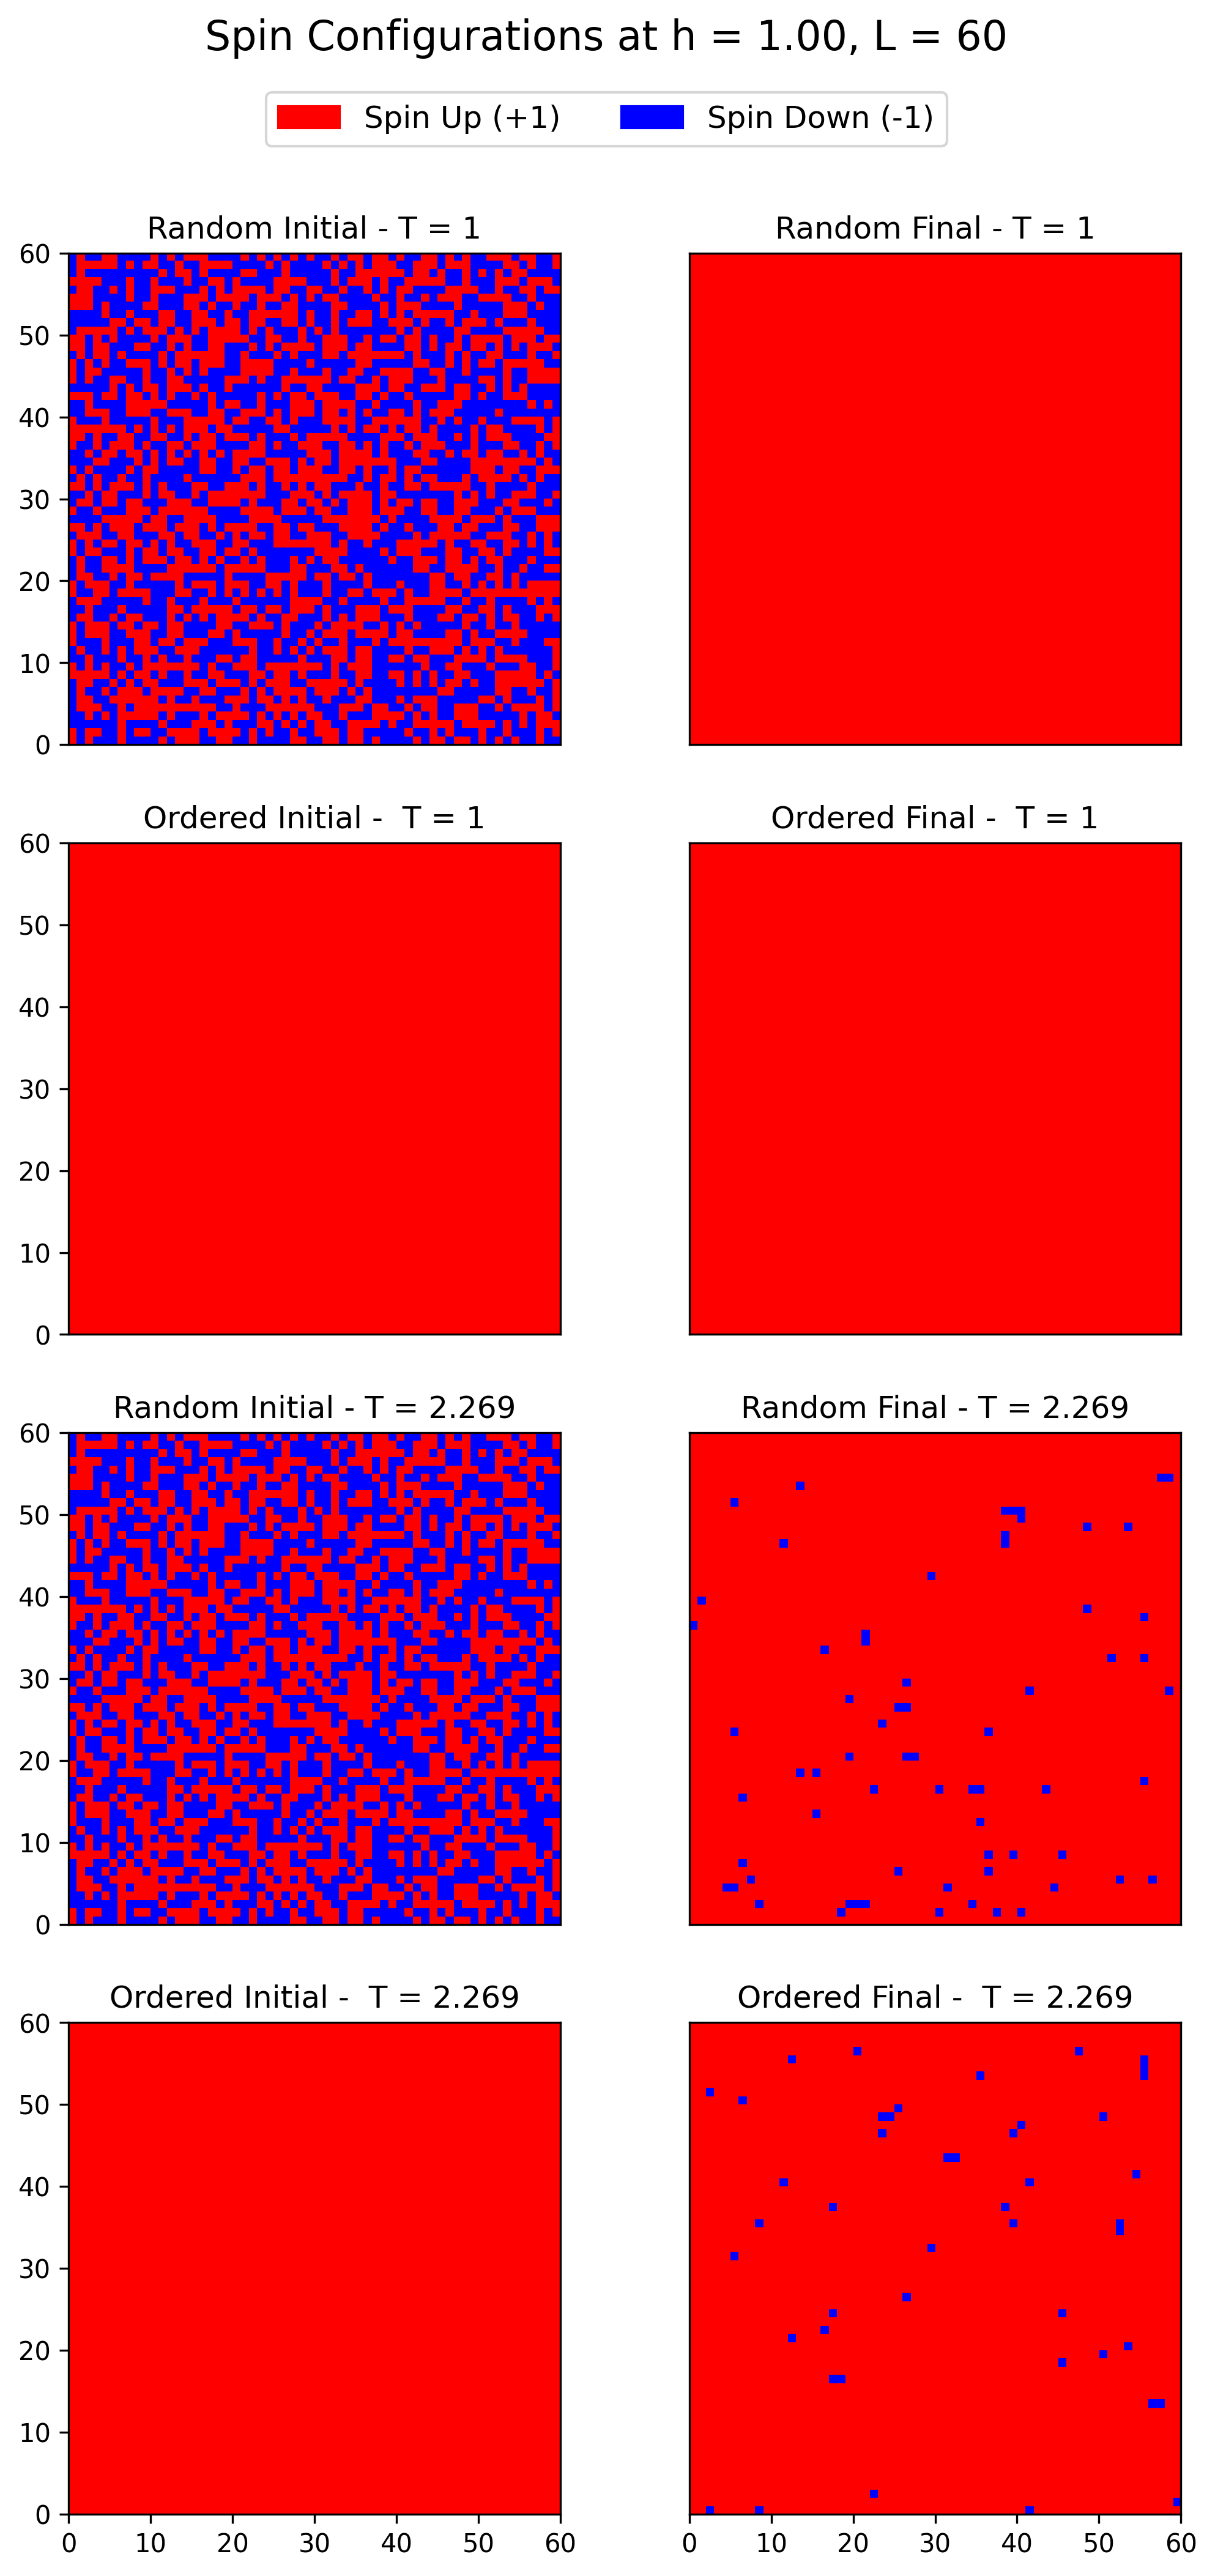 Spin Configurations at h = 1.00, L = 60
Spin Up (+1) Spin Down (-1)
Random Initial - T = 1
Random Final - T = 1
60
50
40
30
20
10
0
Ordered Initial -  T = 1
Ordered Final -  T = 1
60
50
40
30
20
10
0
Random Initial - T = 2.269
Random Final - T = 2.269
60
50
40
30
20
10
0
Ordered Initial -  T = 2.269
Ordered Final -  T = 2.269
60
50
40
30
20
10
0
0 10 20 30 40 50 60
0 10 20 30 40 50 60